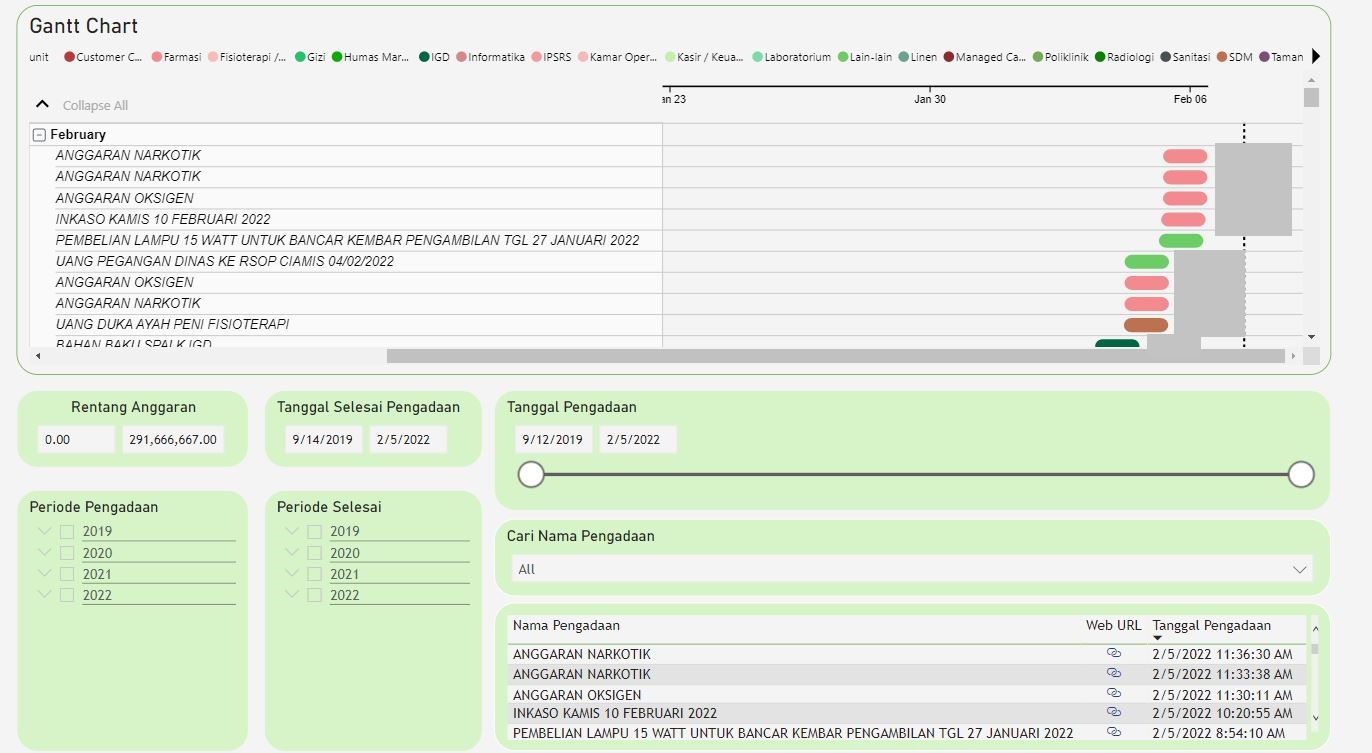 Gantt Chart
unit Customer C... Farmasi Fisioterapi /... Gizi Humas Mar... IGD Informatika IPSRS Kamar Oper... Kasir / Keua... Laboratorium Lain-lain Linen Managed Ca... Poliklinik Radiologi Sanitasi SDM Taman
Collapse All
an 23 Jan 30 Feb 06
February
ANGGARAN NARKOTIK
ANGGARAN NARKOTIK
ANGGARAN OKSIGEN
INKASO KAMIS 10 FEBRUARI 2022
PEMBELIAN LAMPU 15 WATT UNTUK BANCAR KEMBAR PENGAMBILAN TGL 27 JANUARI 2022
UANG PEGANGAN DINAS KE RSOP CIAMIS 04/02/2022
ANGGARAN OKSIGEN
ANGGARAN NARKOTIK
UANG DUKA AYAH PENI FISIOTERAPI
BAHAN BAKU SPALK IGD
Rentang Anggaran
0.00 291,666,667.00
Tanggal Selesai Pengadaan
9/14/2019 2/5/2022
Tanggal Pengadaan
9/12/2019 2/5/2022
Periode Pengadaan
2019
2020
2021
2022
Periode Selesai
2019
2020
2021
2022
Cari Nama Pengadaan
All
Nama Pengadaan Web URL Tanggal Pengadaan
ANGGARAN NARKOTIK 2/5/2022 11:36:30 AM
ANGGARAN NARKOTIK 2/5/2022 11:33:38 AM
ANGGARAN OKSIGEN 2/5/2022 11:30:11 AM
INKASO KAMIS 10 FEBRUARI 2022 2/5/2022 10:20:55 AM
PEMBELIAN LAMPU 15 WATT UNTUK BANCAR KEMBAR PENGAMBILAN TGL 27 JANUARI 2022 2/5/2022 8:54:10 AM